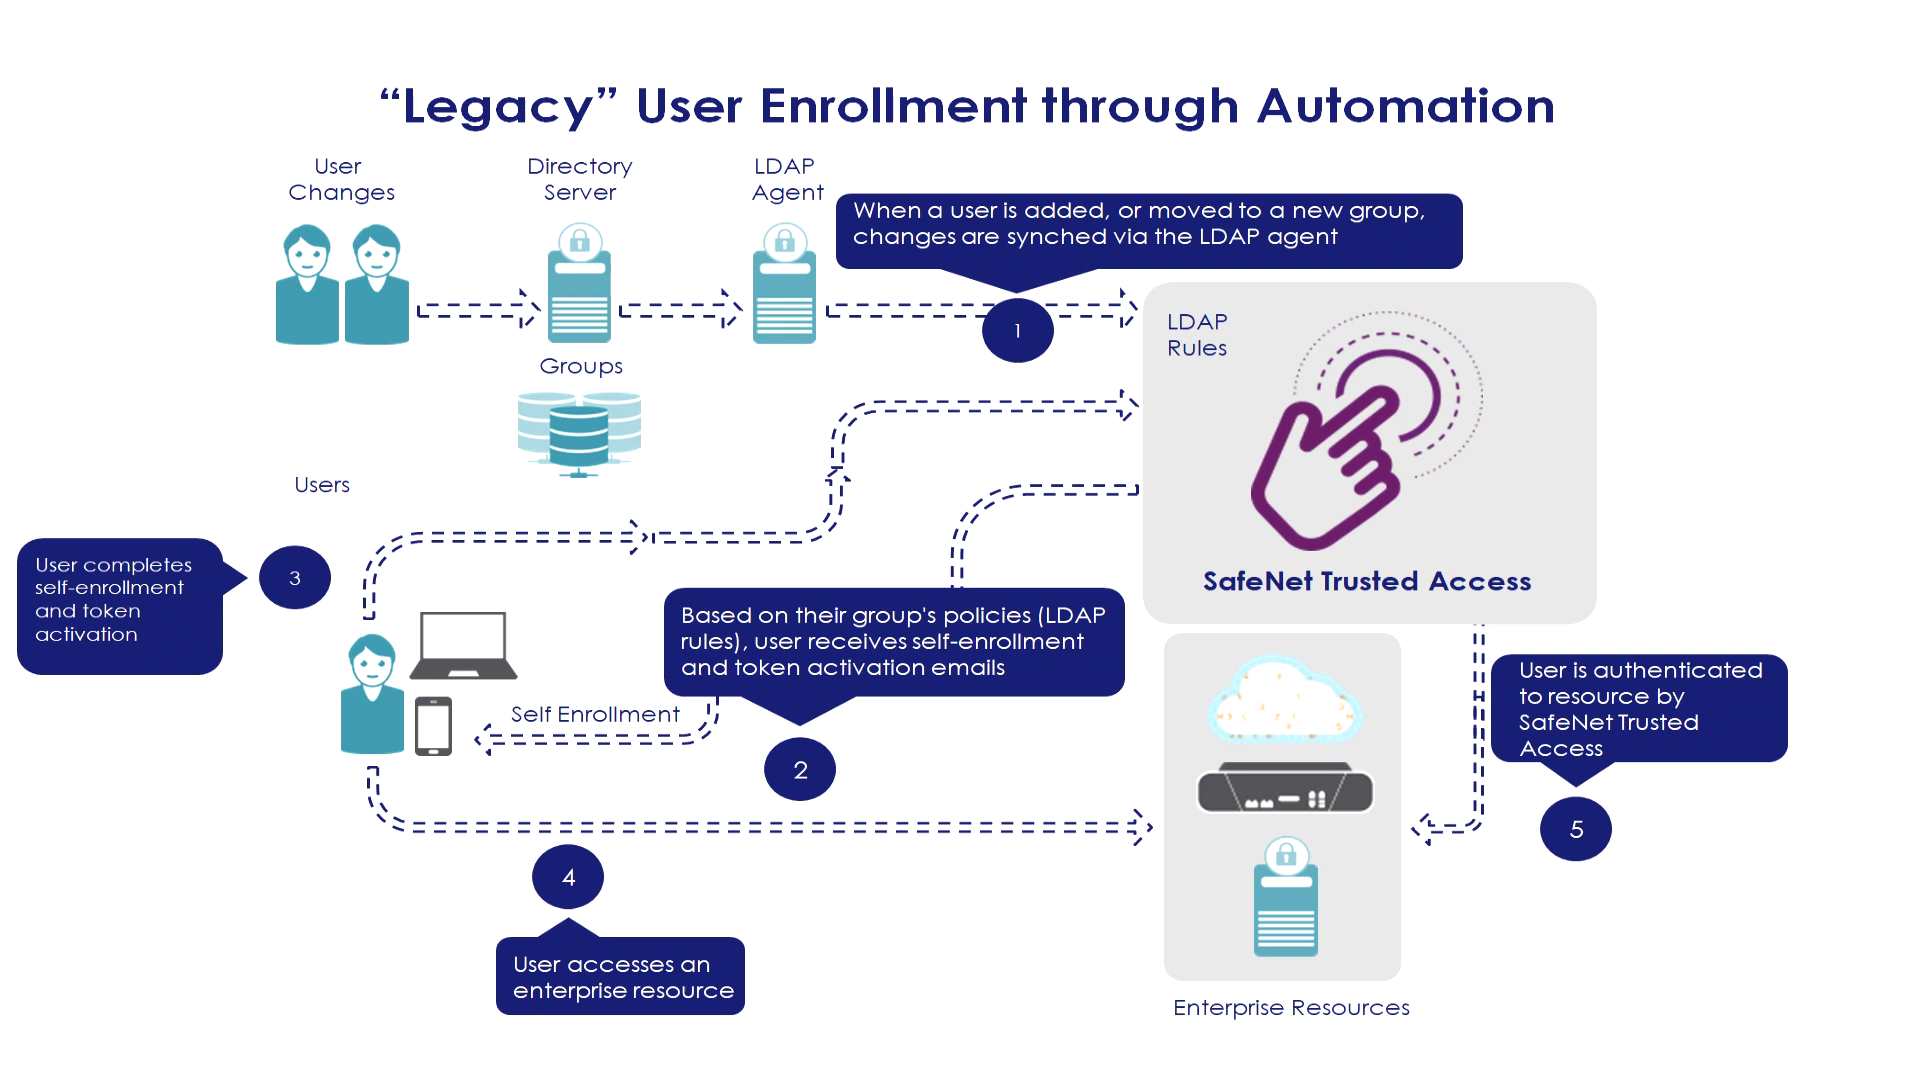 “Legacy” User Enrollment through Automation
User
Changes
Directory
Server
LDAP
Agent
When a user is added, or moved to a new group,
changes are synched via the LDAP agent
1
LDAP
Rules
Groups
Users
User completes
self-enrollment
and token
activation
3
SafeNet Trusted Access
Based on their group's policies (LDAP
rules), user receives self-enrollment
and token activation emails
Self Enrollment
2
User is authenticated
to resource by
SafeNet Trusted
Access
5
4
User accesses an
enterprise resource
Enterprise Resources